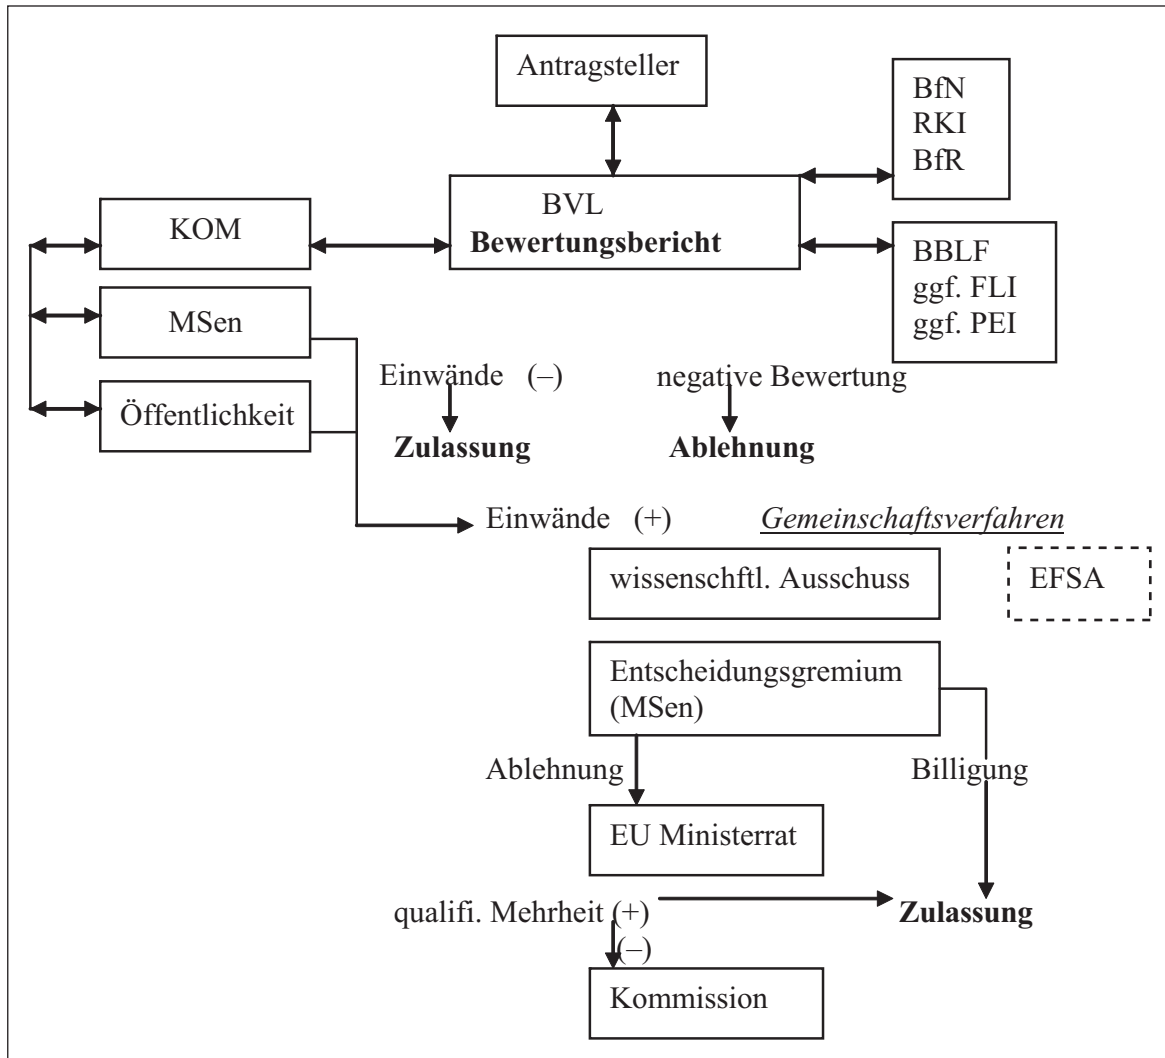 Antragsteller
BfN
RKI
BfR
BVL
Bewertungsbericht
KOM
BBLF
ggf. FLI
ggf. PEI
MSen
Öffentlichkeit
Einwände (–)
negative Bewertung
Zulassung
Ablehnung
Einwände (+)
Gemeinschaftsverfahren
wissenschftl. Ausschuss
EFSA
Entscheidungsgremium
(MSen)
Ablehnung
Billigung
EU Ministerrat
qualifi. Mehrheit (+)
Zulassung
(–)
Kommission